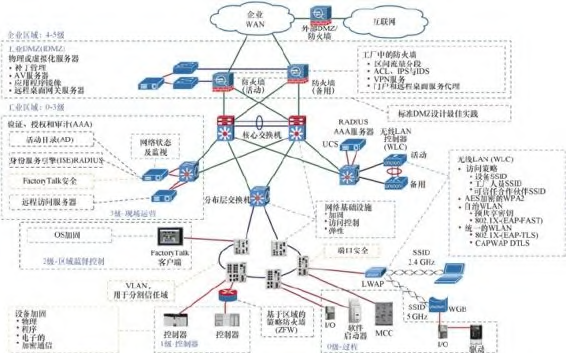 企业区域: 4-5级
企业
WAN
外部DMZ/
防火墙
互联网
工业DMZ(IDMZ)
物理或虚拟化服务器
• 补丁管理
• AV服务器
• 应用程序镜像
• 远程桌面网关服务器
工厂中的防火墙
• 区间流量分段
• ACL、IPS与IDS
• VPN服务
• 门户和远程桌面服务代理
防火墙
(活动)
防火墙
(备用)
标准DMZ设计最佳实践
工业区域: 0-3级
验证、授权和审计(AAA)
活动目录(AD)
身份服务引擎(ISE)RADIUS
FactoryTalk安全
远程访问服务器
网络状态
及监视
核心交换机
RADIUS
AAA服务器
UCS
无线LAN
控制器
(WLC)
活动
备用
无线LAN (WLC)
• 访问策略
• 设备SSID
• 工厂人员SSID
• 可信任合作伙伴SSID
• AES加密的WPA2
• 自治WLAN
• 预共享密钥
• 802.1X-(EAP-FAST)
• 统一的WLAN
• 802.1X-(EAP-TLS)
• CAPWAP DTLS
3级-现场运营
分布层交换机
网络基础设施
• 加固
• 访问控制
• 弹性
OS加固
FactoryTalk
客户端
2级-区域监督控制
端口安全
VLAN,
用于分割信任域
LWAP
SSID
2.4 GHz
SSID
5 GHz
WGB
设备加固
• 物理
• 程序
• 电子的
• 加密通信
控制器
控制器
1级-控制器
基于区域的
策略防火墙
(ZFW)
I/O
软件
启动器
MCC
0级-过程
I/O
驱动